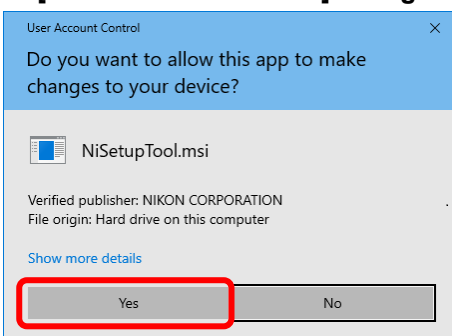 User Account Control
Do you want to allow this app to make
changes to your device?
NiSetupTool.msi
Verified publisher: NIKON CORPORATION
File origin: Hard drive on this computer
Show more details
Yes No